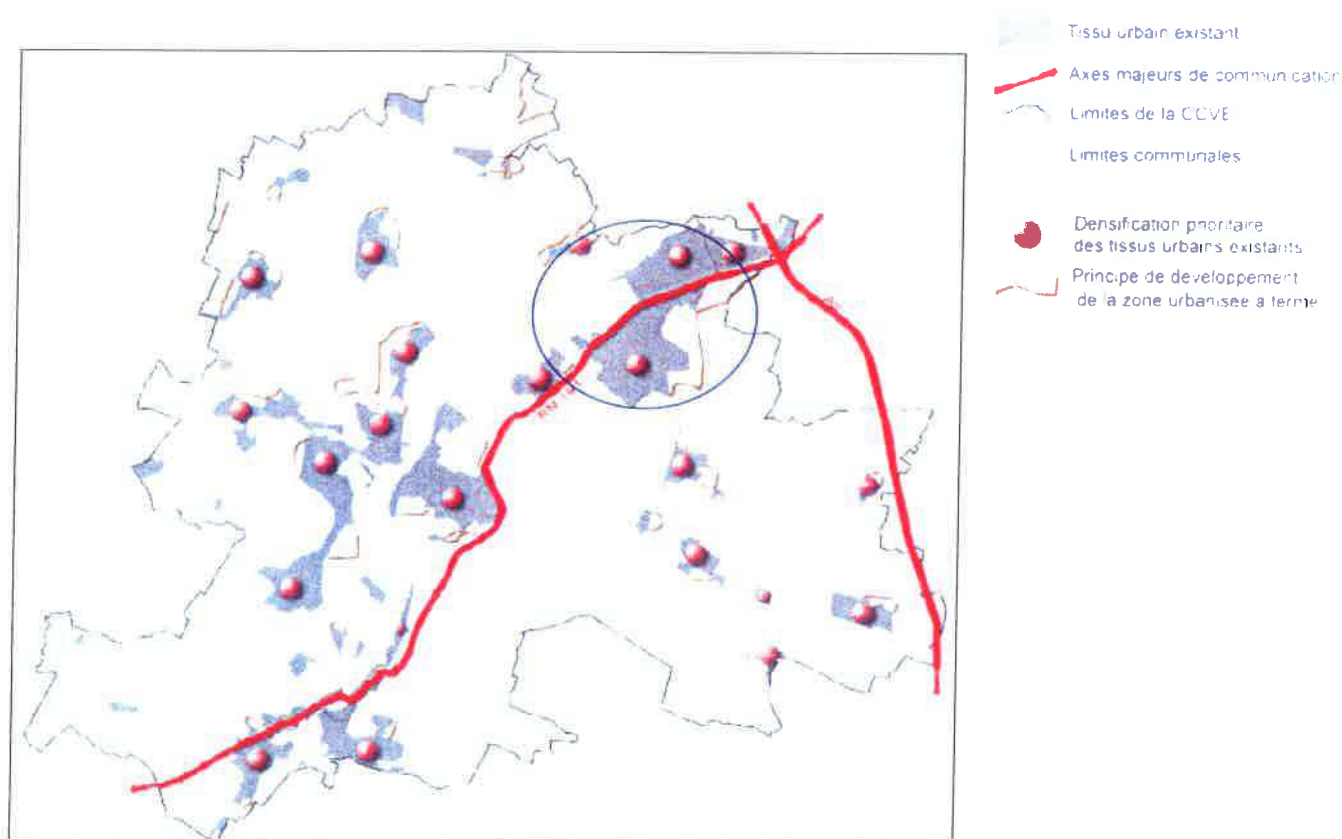 Tissu urbain existant
Axes majeurs de communication
Limites de la CCVE
Limites communales
Densification prioritaire
des tissus urbains existants
Principe de développement
de la zone urbanisée à terme